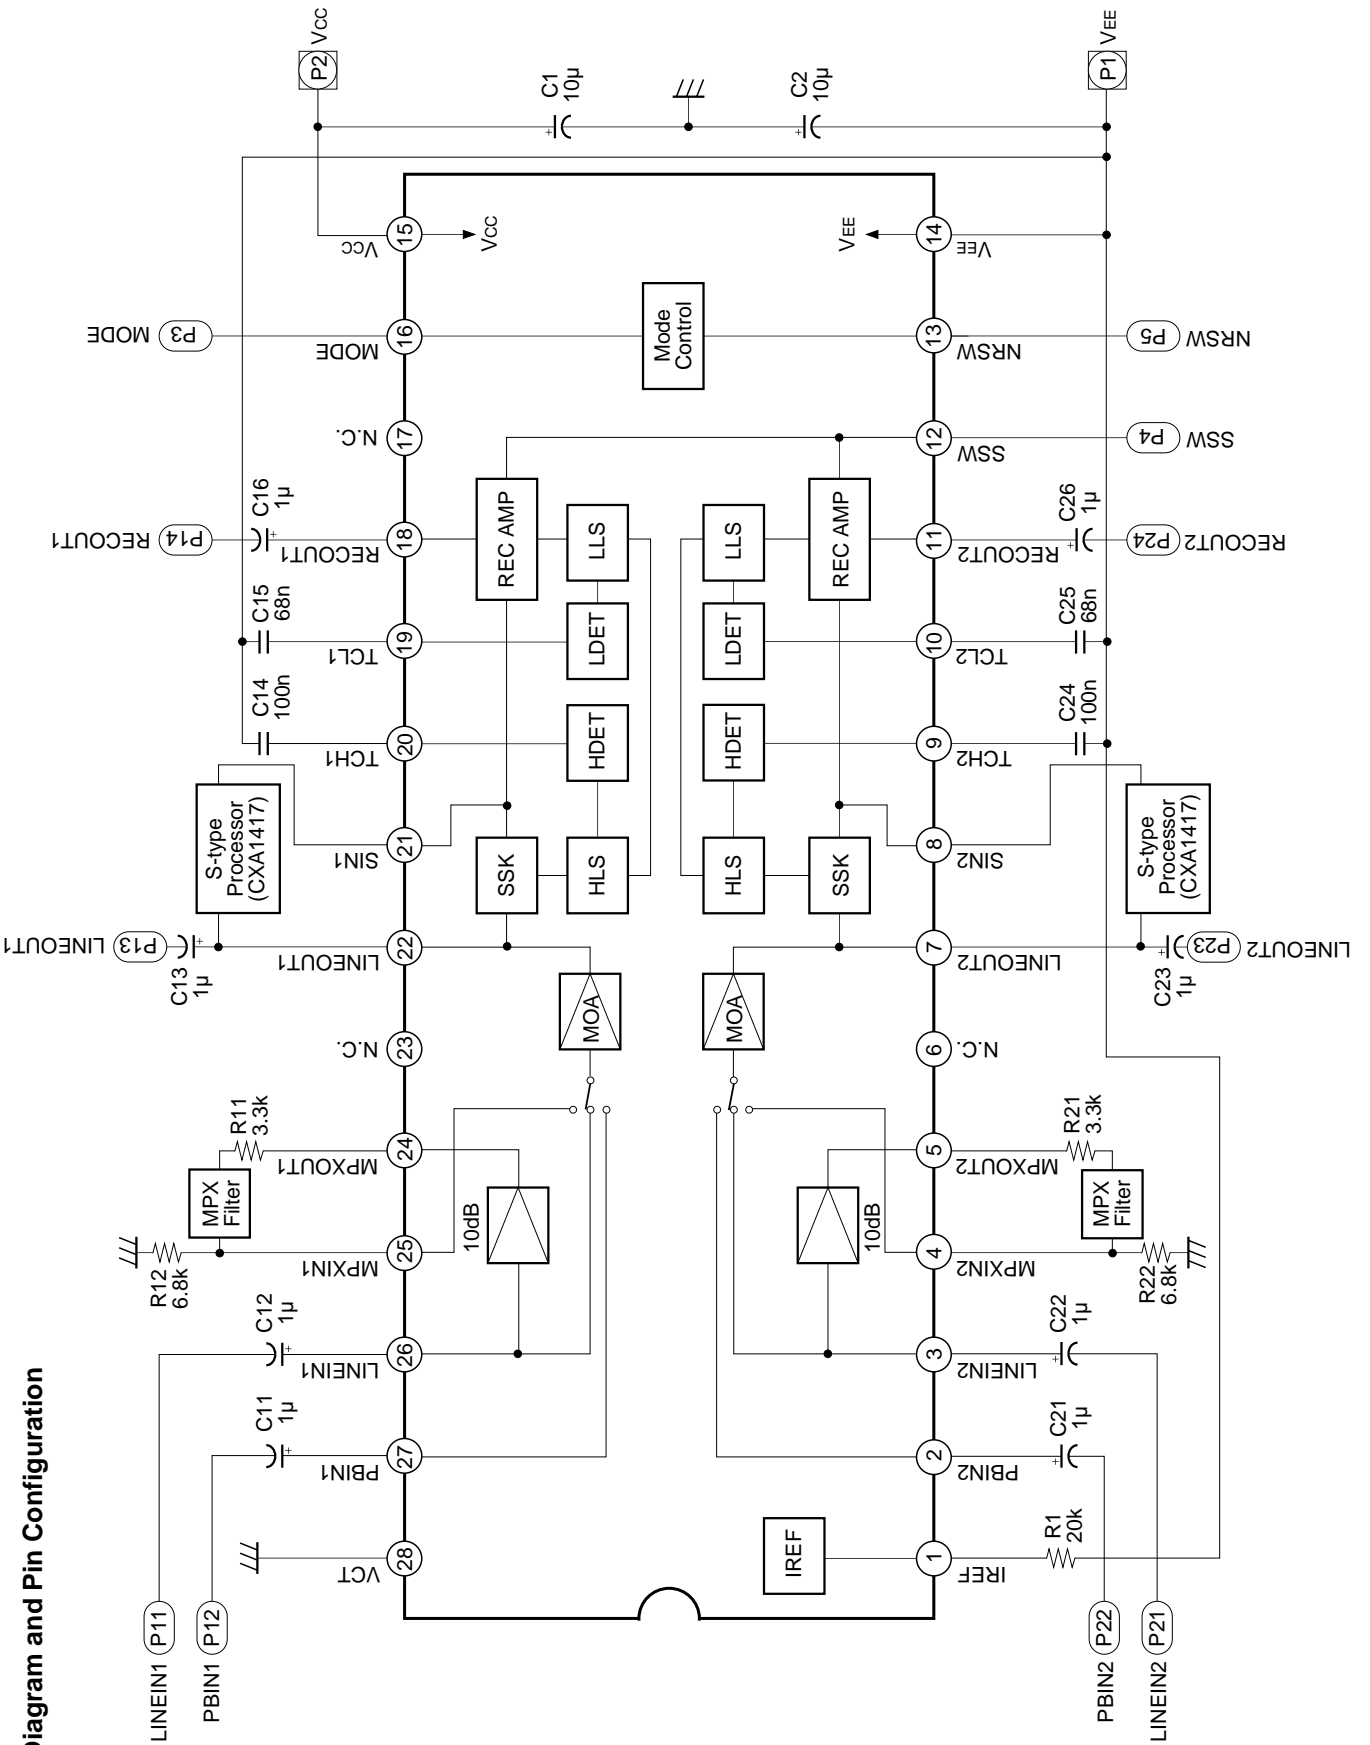 Diagram and Pin Configuration
LINEIN1 P11
PBIN1 P12
C11
1µ
C12
1µ
R12
6.8k
MPX
Filter
R11
3.3k
C13
1µ
P13 LINEOUT1
S-type
Processor
(CXA1417)
C14
100n
C15
68n
C16
1µ
P14 RECOUT1
P3 MODE
P2 VCC
C1
10µ
C2
10µ
P1 VEE
28 VCT
27 PBIN1
26 LINEIN1
25 MPXIN1
24 MPXOUT1
23 N.C.
22 LINEOUT1
21 SIN1
20 TCH1
19 TCL1
18 RECOUT1
17 N.C.
16 MODE
15 VCC
VCC
10dB
MOA
SSK
HLS
HDET
LDET
LLS
REC AMP
Mode
Control
IREF
10dB
MOA
HLS
HDET
LDET
LLS
SSK
REC AMP
VEE
1 IREF
2 PBIN2
3 LINEIN2
4 MPXIN2
5 MPXOUT2
6 N.C.
7 LINEOUT2
8 SIN2
9 TCH2
10 TCL2
11 RECOUT2
12 SSW
13 NRSW
14 VEE
R1
20k
C21
1µ
C22
1µ
R22
6.8k
MPX
Filter
R21
3.3k
C23
1µ
P23 LINEOUT2
S-type
Processor
(CXA1417)
C24
100n
C25
68n
C26
1µ
P24 RECOUT2
P4 SSW
P5 NRSW
PBIN2 P22
LINEIN2 P21